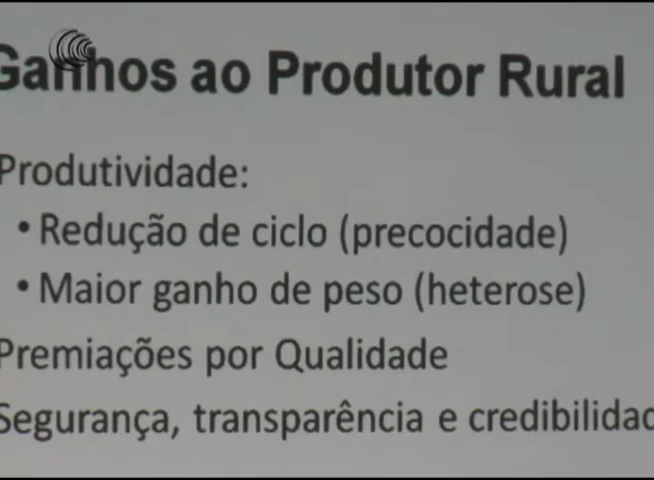 Ganhos ao Produtor Rural
Produtividade:
• Redução de ciclo (precocidade)
• Maior ganho de peso (heterose)
Premiações por Qualidade
Segurança, transparência e credibilidad